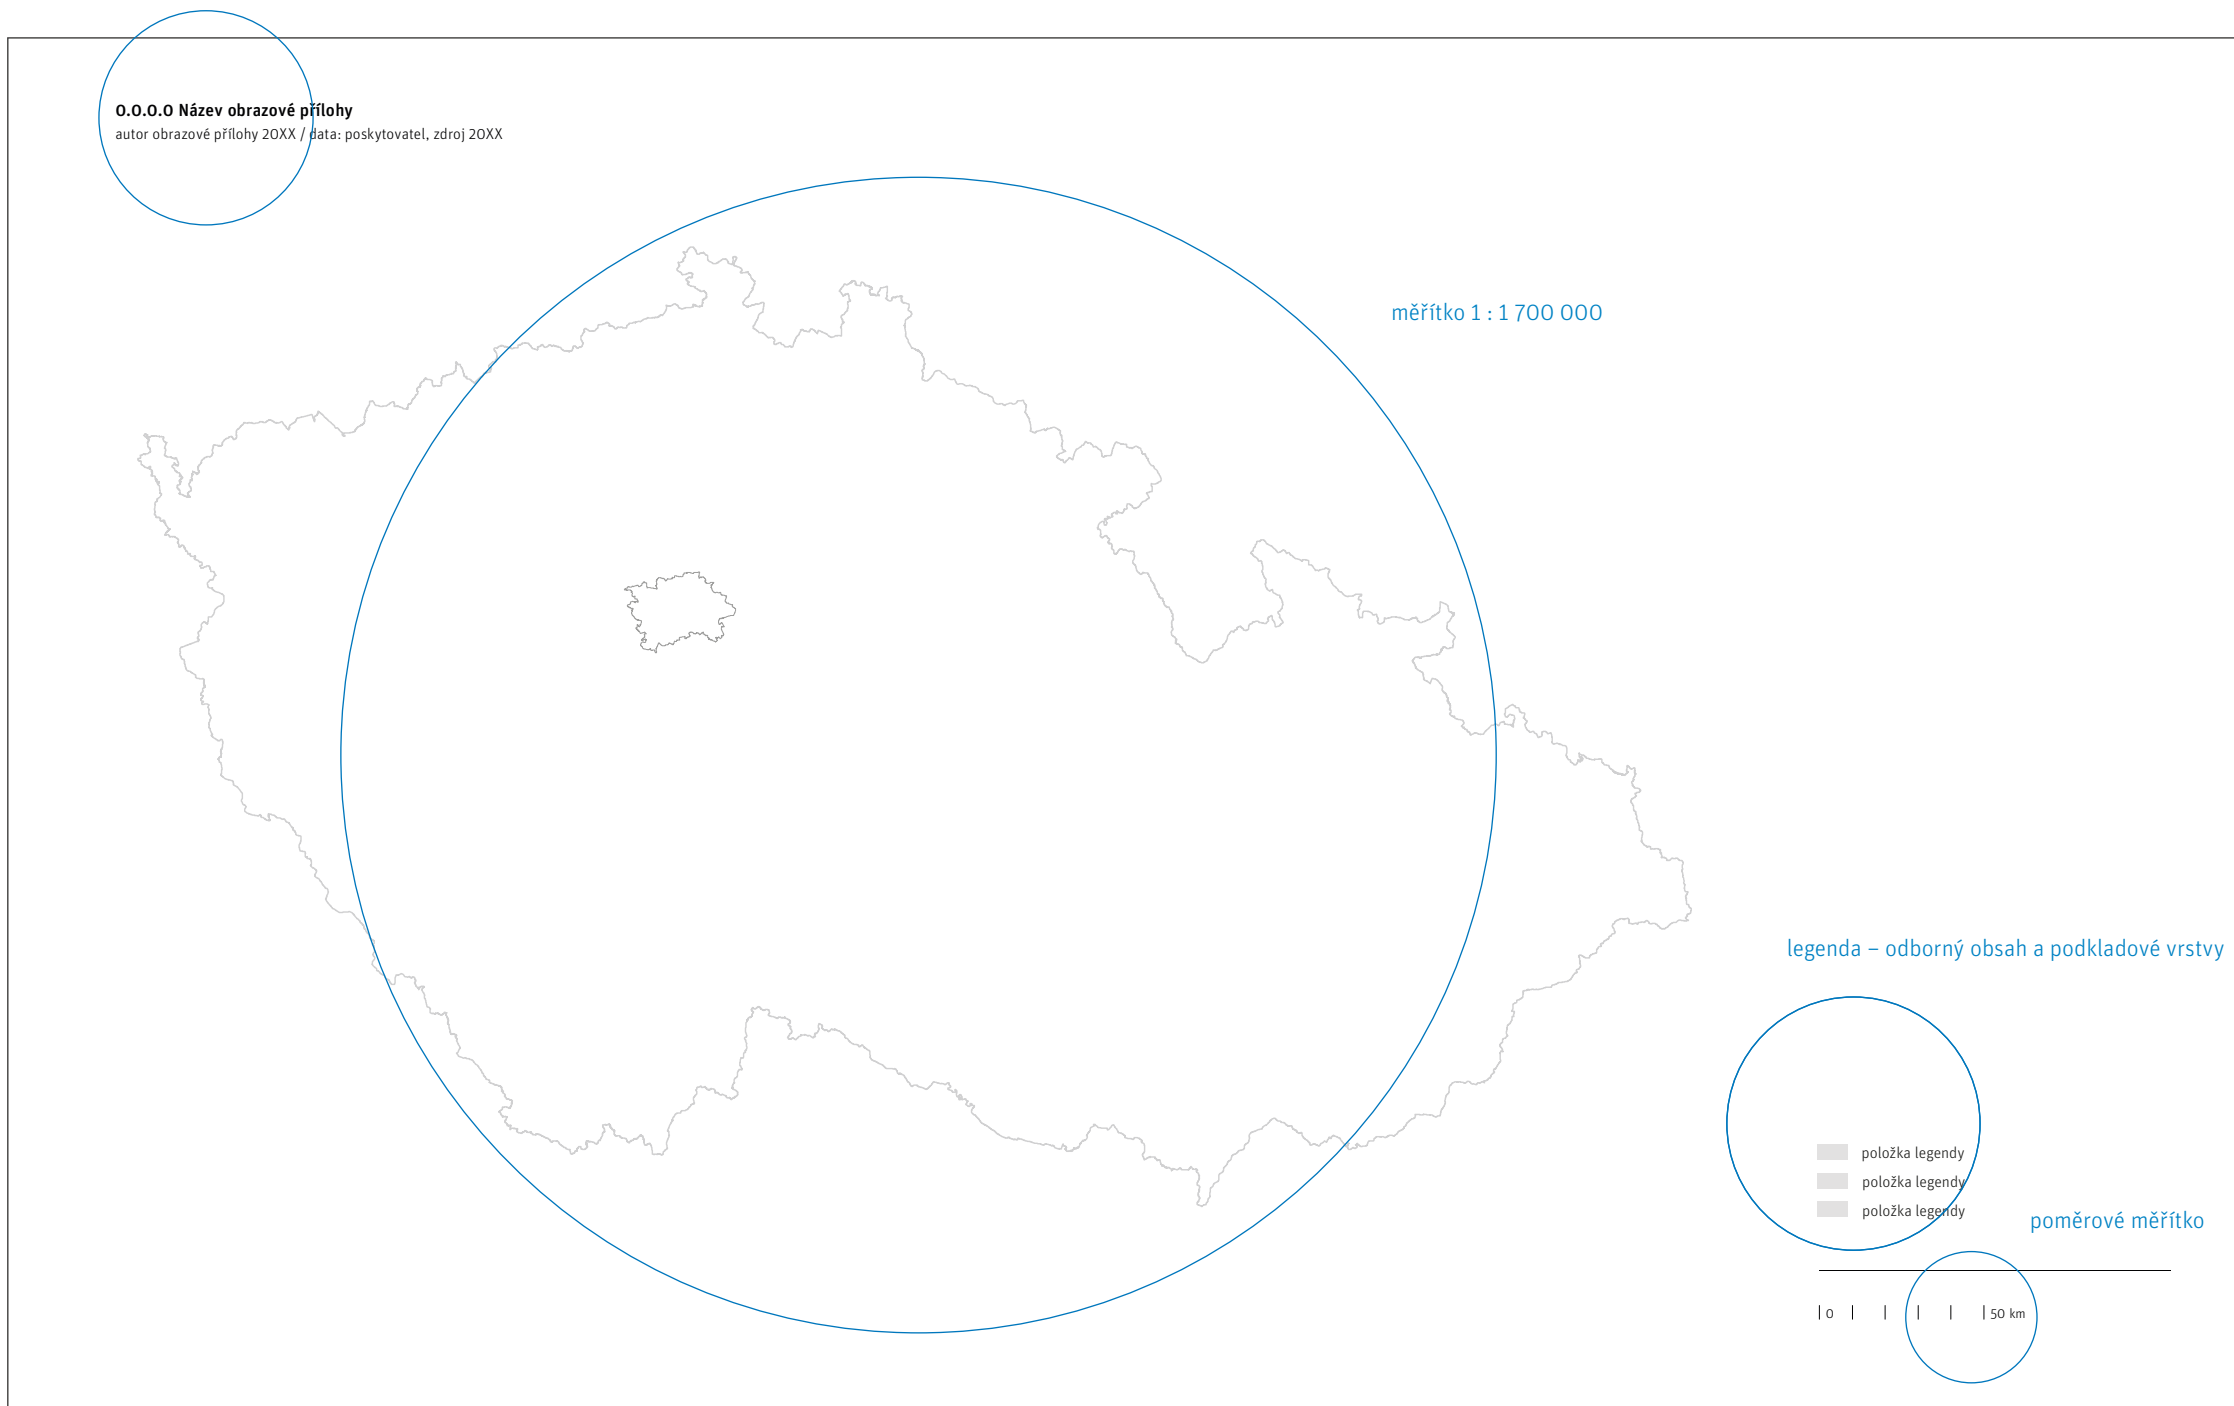 0.0.0.0 Název obrazové přílohy
autor obrazové přílohy 20XX / data: poskytovatel, zdroj 20XX
měřítko 1 : 1 700 000
legenda – odborný obsah a podkladové vrstvy
položka legendy
položka legendy
položka legendy
poměrové měřítko
0 50 km